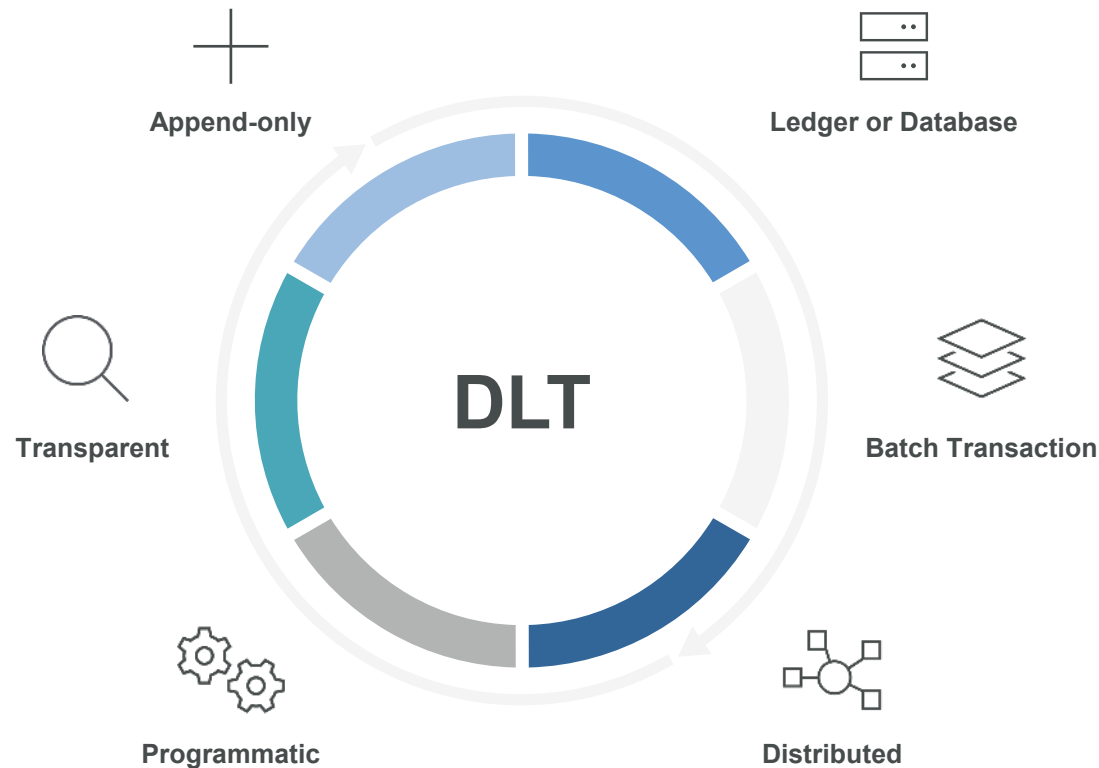 Append-only
Ledger or Database
Transparent
DLT
Batch Transaction
Programmatic
Distributed